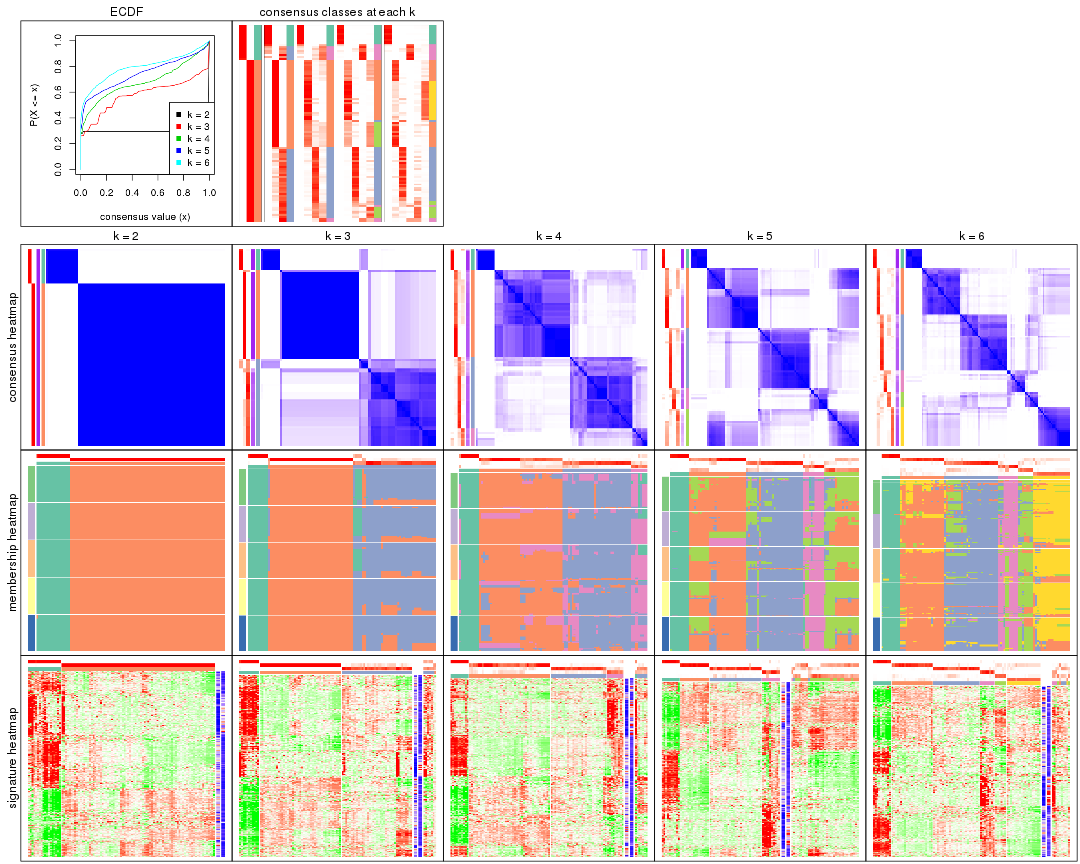 ECDF
consensus classes at each k
P(X <= x)
0.0 0.2 0.4 0.6 0.8 1.0
k = 2
k = 3
k = 4
k = 5
k = 6
0.0 0.2 0.4 0.6 0.8 1.0
consensus value (x)
k = 2
k = 3
k = 4
k = 5
k = 6
consensus heatmap
membership heatmap
signature heatmap